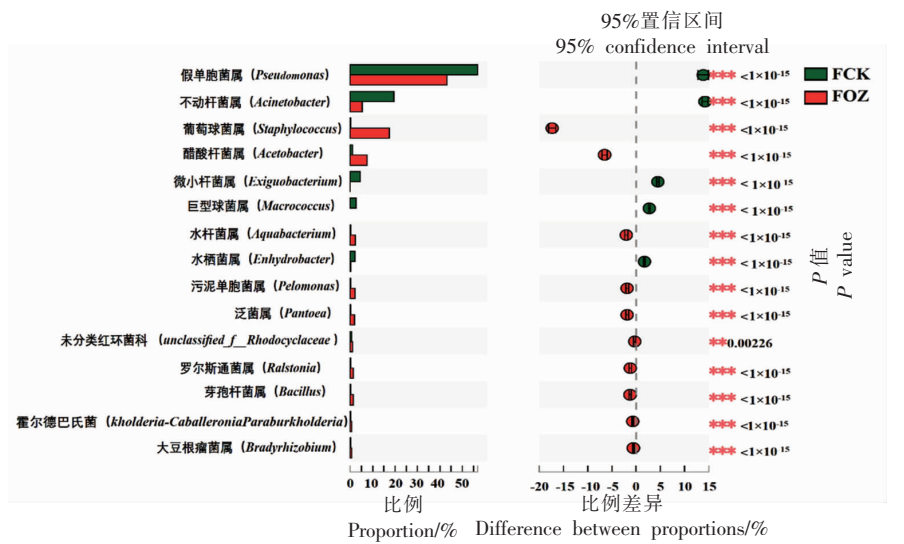 95%置信区间
95% confidence interval
FCK
FOZ
假单胞菌属 (Pseudomonas) *** <1×10-15
不动杆菌属 (Acinetobacter) *** <1×10-15
葡萄球菌属 (Staphylococcus) *** <1×10-15
醋酸杆菌属 (Acetobacter) *** <1×10-15
微小杆菌属 (Exiguobacterium) *** <1×10 15
巨型球菌属 (Macrococcus) *** <1×10-15
水杆菌属 (Aquabacterium) *** <1×10-15
水栖菌属 (Enhydrobacter) *** <1×10-15
污泥单胞菌属 (Pelomonas) *** <1×10-15
泛菌属 (Pantoea) *** <1×10-15
未分类红环菌科 (unclassified_f__Rhodocyclaceae) **0.00226
罗尔斯通菌属 (Ralstonia) *** <1×10-15
芽孢杆菌属 (Bacillus) *** <1×10-15
霍尔德巴氏菌 (kholderia-CaballeroniaParaburkholderia) *** <1×10-15
大豆根瘤菌属 (Bradyrhizobium) *** <1×10 15
P 值
P value
0 10 20 30 40 50
-20 -15 -10 -5 0 5 10 15
比例
Proportion/%
比例差异
Difference between proportions/%